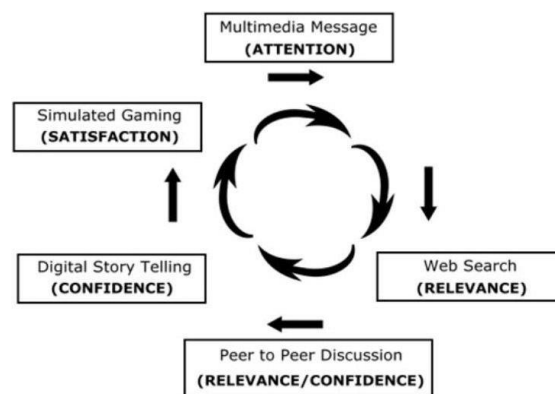 Multimedia Message
(ATTENTION)
Simulated Gaming
(SATISFACTION)
Digital Story Telling
(CONFIDENCE)
Web Search
(RELEVANCE)
Peer to Peer Discussion
(RELEVANCE/CONFIDENCE)